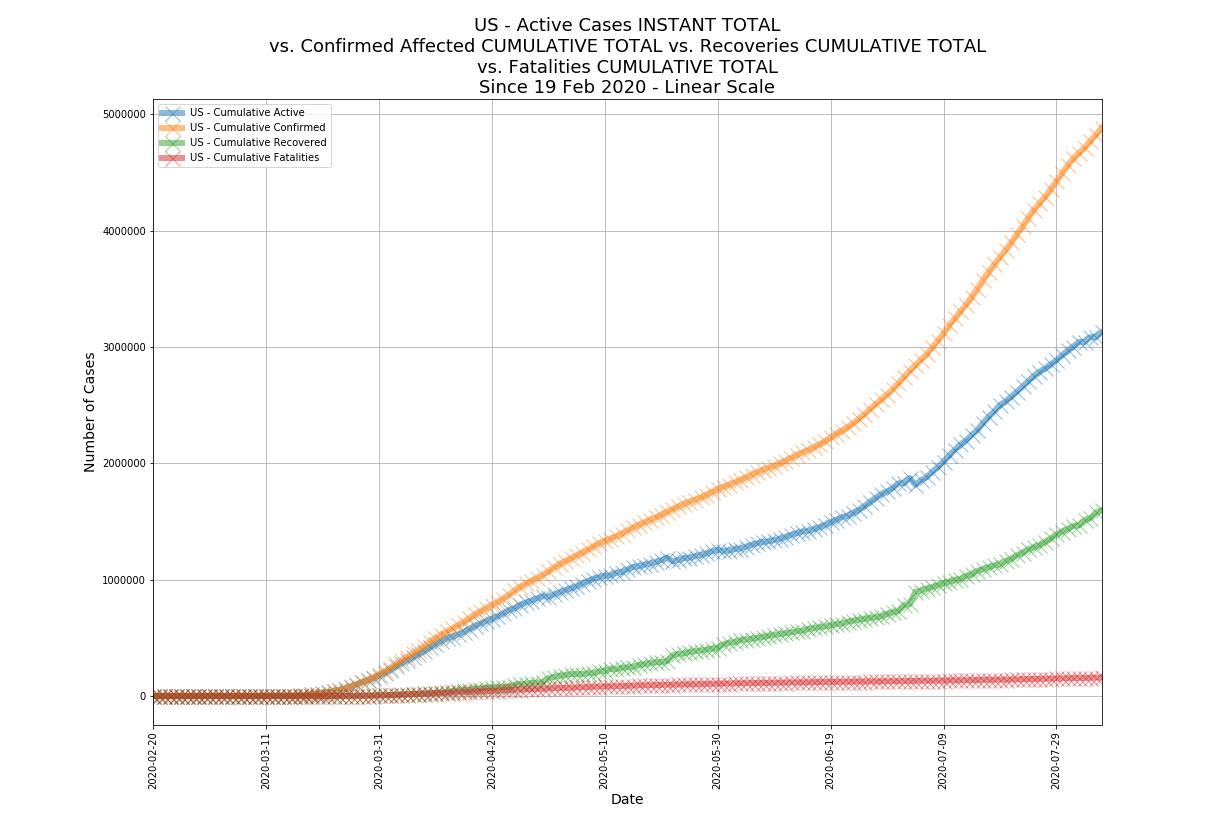 US - Active Cases INSTANT TOTAL
vs. Confirmed Affected CUMULATIVE TOTAL vs. Recoveries CUMULATIVE TOTAL
vs. Fatalities CUMULATIVE TOTAL
Since 19 Feb 2020 - Linear Scale
US - Cumulative Active
US - Cumulative Confirmed
US - Cumulative Recovered
US - Cumulative Fatalities
Number of Cases
5000000
4000000
3000000
2000000
1000000
0
2020-02-20
2020-03-11
2020-03-31
2020-04-20
2020-05-10
2020-05-30
2020-06-19
2020-07-09
2020-07-29
Date